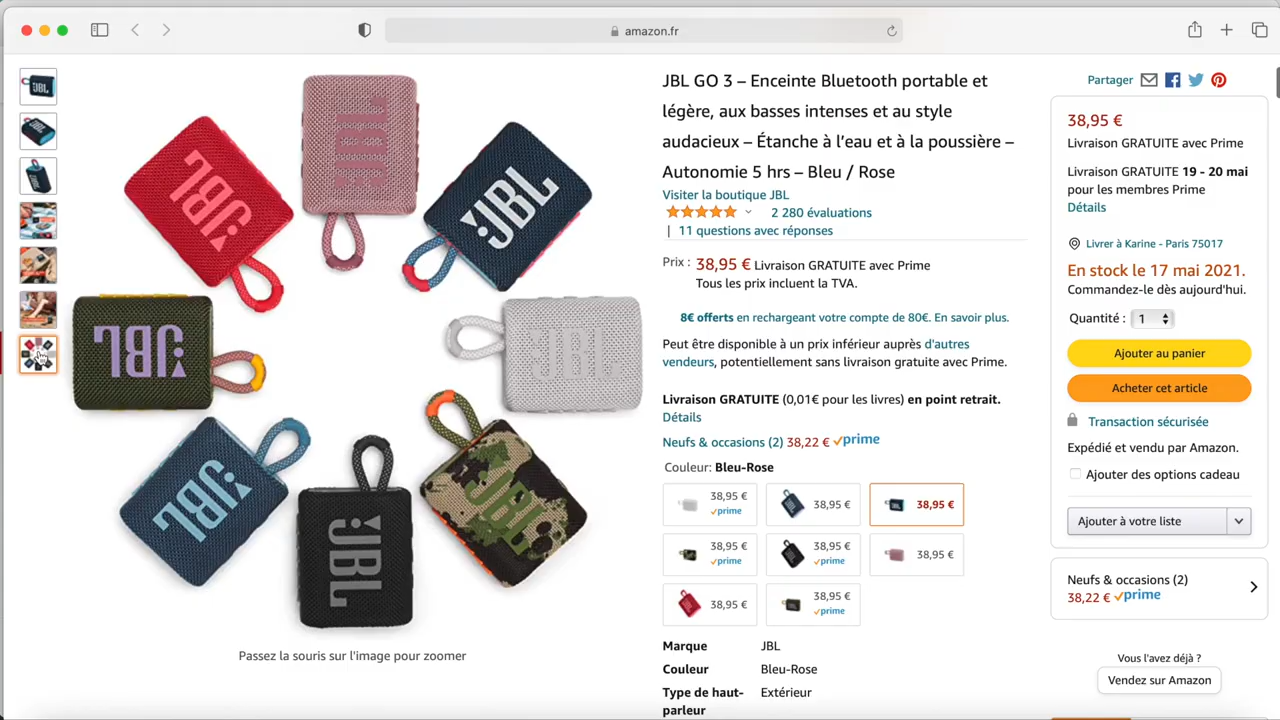 amazon.fr
JBL
JBL
JBL
JBL
JBL
JBL
JBL
JBL
Passez la souris sur l'image pour zoomer
JBL GO 3 – Enceinte Bluetooth portable et
légère, aux basses intenses et au style
audacieux – Étanche à l’eau et à la poussière –
Autonomie 5 hrs – Bleu / Rose
Visiter la boutique JBL
2 280 évaluations
| 11 questions avec réponses
Prix : 38,95 € Livraison GRATUITE avec Prime
Tous les prix incluent la TVA.
8€ offerts en rechargeant votre compte de 80€. En savoir plus.
Peut être disponible à un prix inférieur auprès d'autres
vendeurs, potentiellement sans livraison gratuite avec Prime.
Livraison GRATUITE (0,01€ pour les livres) en point retrait.
Détails
Neufs & occasions (2) 38,22 € prime
Couleur: Bleu-Rose
38,95 €
prime
38,95 €
38,95 €
38,95 €
prime
38,95 €
prime
38,95 €
38,95 €
38,95 €
prime
Marque JBL
Couleur Bleu-Rose
Type de haut- Extérieur
parleur
Partager
38,95 €
Livraison GRATUITE avec Prime
Livraison GRATUITE 19 - 20 mai
pour les membres Prime
Détails
Livrer à Karine - Paris 75017
En stock le 17 mai 2021.
Commandez-le dès aujourd'hui.
Quantité : 1
Ajouter au panier
Acheter cet article
Transaction sécurisée
Expédié et vendu par Amazon.
Ajouter des options cadeau
Ajouter à votre liste
Neufs & occasions (2)
38,22 € prime
Vous l'avez déjà ?
Vendez sur Amazon